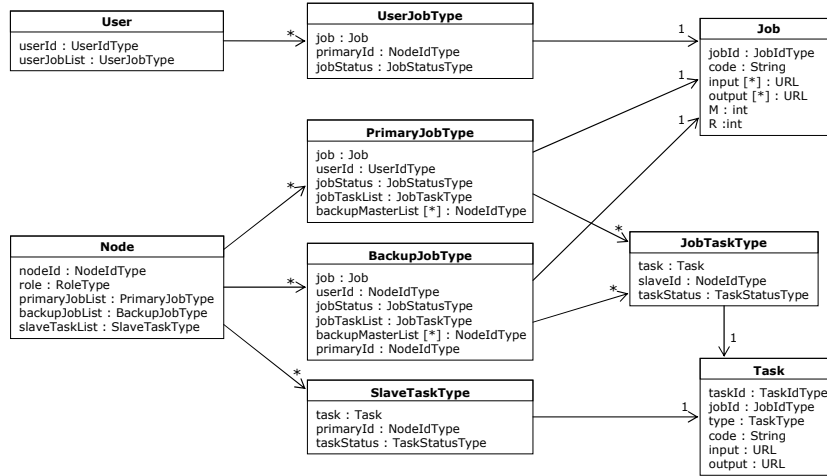 User
userId : UserIdType
userJobList : UserJobType
*
UserJobType
job : Job
primaryId : NodeIdType
jobStatus : JobStatusType
1
Job
jobId : JobIdType
code : String
input [*] : URL
output [*] : URL
M : int
R :int
1
1
PrimaryJobType
job : Job
userId : UserIdType
jobStatus : JobStatusType
jobTaskList : JobTaskType
backupMasterList [*] : NodeIdType
*
Node
nodeId : NodeIdType
role : RoleType
primaryJobList : PrimaryJobType
backupJobList : BackupJobType
slaveTaskList : SlaveTaskType
*
*
BackupJobType
job : Job
userId : NodeIdType
jobStatus : JobStatusType
jobTaskList : JobTaskType
backupMasterList [*] : NodeIdType
primaryId : NodeIdType
*
*
JobTaskType
task : Task
slaveId : NodeIdType
taskStatus : TaskStatusType
1
SlaveTaskType
task : Task
primaryId : NodeIdType
taskStatus : TaskStatusType
1
Task
taskId : TaskIdType
jobId : JobIdType
type : TaskType
code : String
input : URL
output : URL